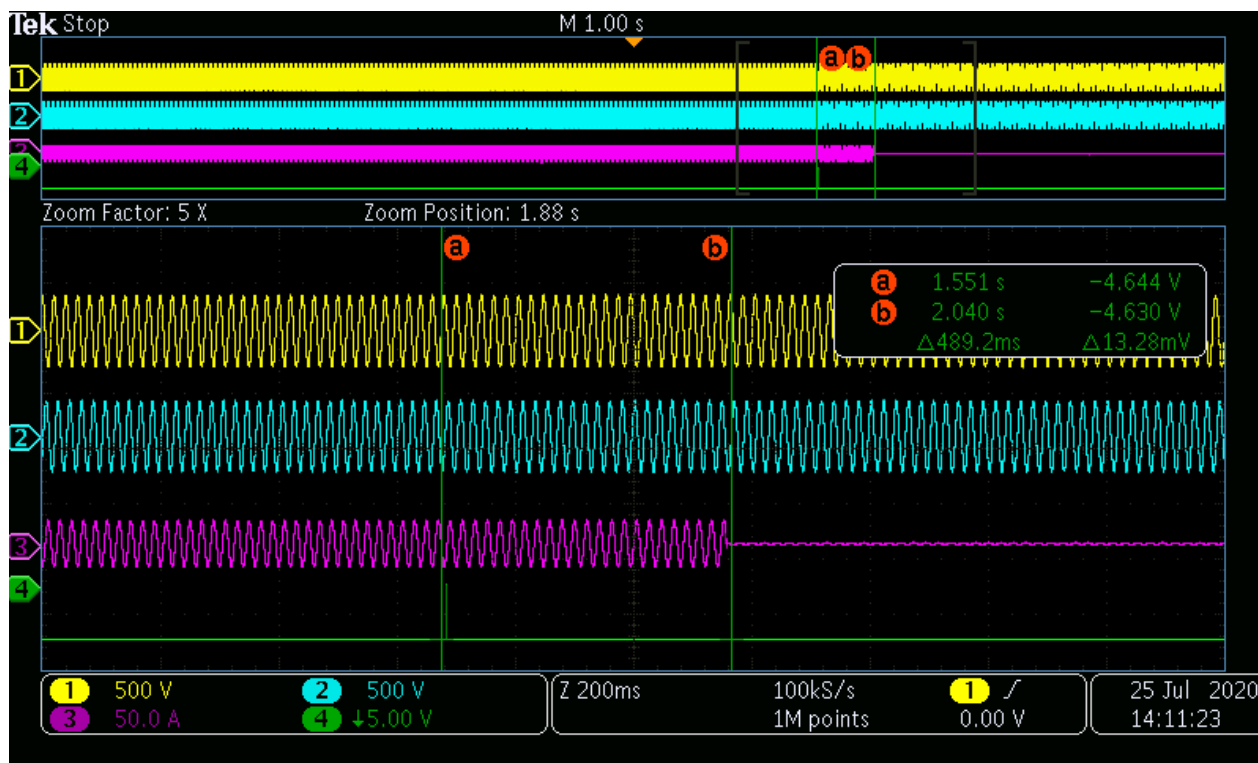 Tek Stop M 1.00 s
1
a b
2
3
4
Zoom Factor: 5 X Zoom Position: 1.88 s
a b
a 1.551 s −4.644 V
b 2.040 s −4.630 V
△489.2ms △13.28mV
1
2
3
4
1 500 V 2 500 V Z 200ms 100kS/s 1 ƒ 25 Jul 2020
3 50.0 A 4 ↓5.00 V 1M points 0.00 V 14:11:23